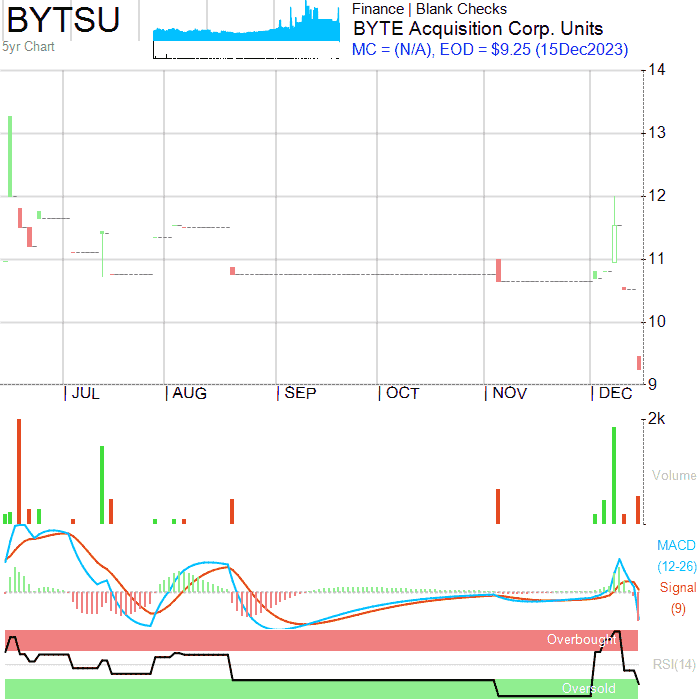 BYTSU
5yr Chart
Finance | Blank Checks
BYTE Acquisition Corp. Units
MC = (N/A), EOD = $9.25 (15Dec2023)
14
13
12
11
10
9
JUL AUG SEP OCT NOV DEC
2k
Volume
MACD
(12-26)
Signal
(9)
Overbought
RSI(14)
Oversold